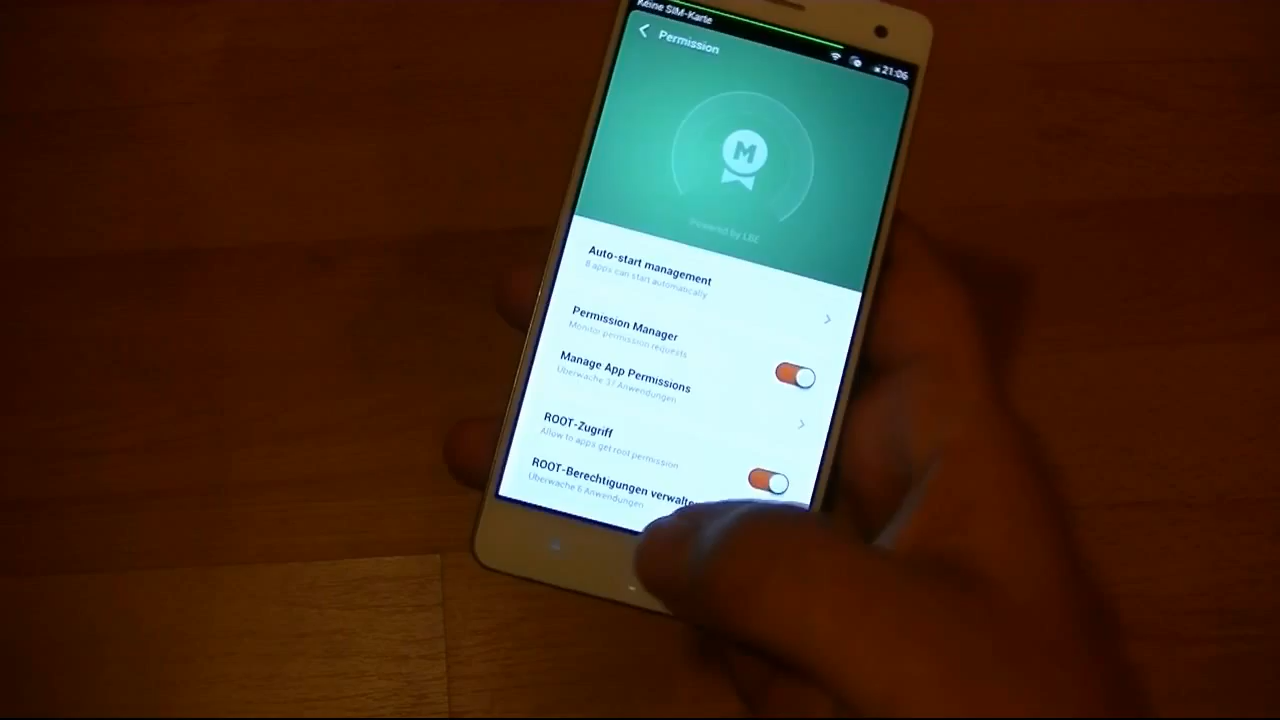 Keine SIM-Karte
21:06
Permission
M
Powered by LBE
Auto-start management
8 apps can start automatically
Permission Manager
Monitor permission requests
Manage App Permissions
Überwache 37 Anwendungen
ROOT-Zugriff
Allow to apps get root permission
ROOT-Berechtigungen verwalte
Überwache 6 Anwendungen